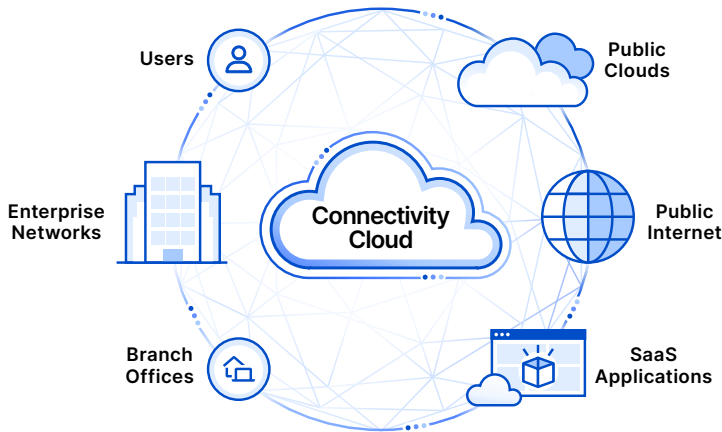 Users
Public
Clouds
Enterprise
Networks
Connectivity
Cloud
Public
Internet
Branch
Offices
SaaS
Applications